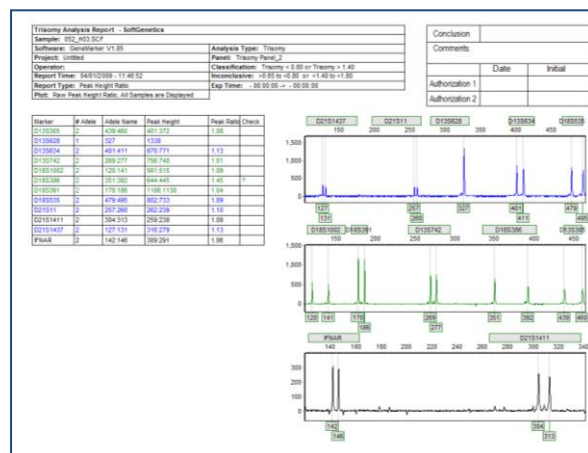 Trisomy Analysis Report - SoftGenetics
Sample: 052_H03.SCF
Software: GeneMarker V1.85 Analysis Type: Trisomy
Project: Untitled Panel: Trisomy Panel_2
Operator: Classification: Trisomy < 0.80 or Trisomy > 1.40
Report Time: 04/01/2009 - 11:46:52 Inconclusive: >0.65 to <0.80 or >1.40 to <1.80
Report Type: Peak Height Ratio Exp Time: - 00:00:00 -> - 00:00:00
Plot: Raw Peak Height Ratio, All Samples are Displayed
Conclusion
Comments:
Date Initial
Authorization 1
Authorization 2
Marker # Allele Allele Name Peak Height Peak Ratio Check
D13S305 2 439:460 401:372 1.08
D13S628 1 327 1338
D13S634 2 401:411 870:771 1.13
D13S742 2 269:277 756:748 1.01
D18S1002 2 120:141 561:515 1.09
D18S386 2 351:392 644:445 1.45 ?
D18S391 2 178:186 1186:1138 1.04
D18S535 2 479:495 802:733 1.09
D21S11 2 257:260 262:239 1.10
D21S1411 2 304:313 259:238 1.09
D21S1437 2 127:131 316:279 1.13
IFNAR 2 142:146 309:291 1.06
D21S1437 D21S11 D13S628 D13S634 D18S535
150 200 250 300 350 400 450
1,500
1,000
500
0
127 257 327 401 479
131 260 411 495
D18S1002 D18S391 D13S742 D18S386 D13S305
150 200 250 300 350 400 450
1,500
1,000
500
0
120 141 178 269 351 392 439 460
186 277
IFNAR D21S1411
140 160 180 200 220 240 260 280 300 320 340
300
200
100
0
142 304
146 313